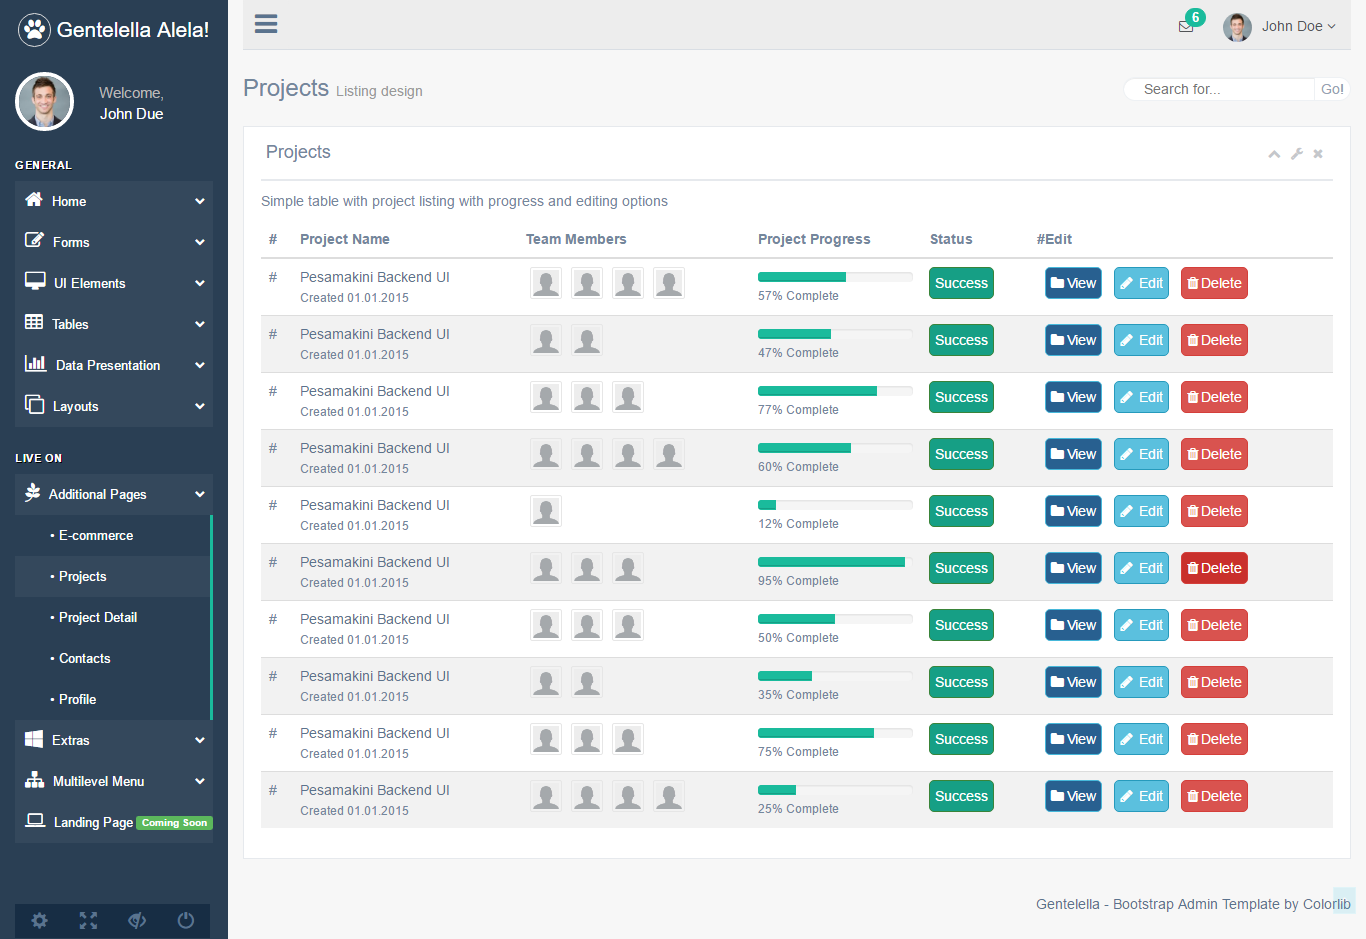 Gentelella Alela!
6
John Doe
Welcome,
John Due
Projects Listing design
Search for...
Go!
GENERAL
Home
Forms
UI Elements
Tables
Data Presentation
Layouts
LIVE ON
Additional Pages
• E-commerce
• Projects
• Project Detail
• Contacts
• Profile
Extras
Multilevel Menu
Landing Page Coming Soon
Projects
Simple table with project listing with progress and editing options
# Project Name Team Members Project Progress Status #Edit
# Pesamakini Backend UI Success View Edit Delete
Created 01.01.2015 57% Complete
# Pesamakini Backend UI Success View Edit Delete
Created 01.01.2015 47% Complete
# Pesamakini Backend UI Success View Edit Delete
Created 01.01.2015 77% Complete
# Pesamakini Backend UI Success View Edit Delete
Created 01.01.2015 60% Complete
# Pesamakini Backend UI Success View Edit Delete
Created 01.01.2015 12% Complete
# Pesamakini Backend UI Success View Edit Delete
Created 01.01.2015 95% Complete
# Pesamakini Backend UI Success View Edit Delete
Created 01.01.2015 50% Complete
# Pesamakini Backend UI Success View Edit Delete
Created 01.01.2015 35% Complete
# Pesamakini Backend UI Success View Edit Delete
Created 01.01.2015 75% Complete
# Pesamakini Backend UI Success View Edit Delete
Created 01.01.2015 25% Complete
Gentelella - Bootstrap Admin Template by Colorlib